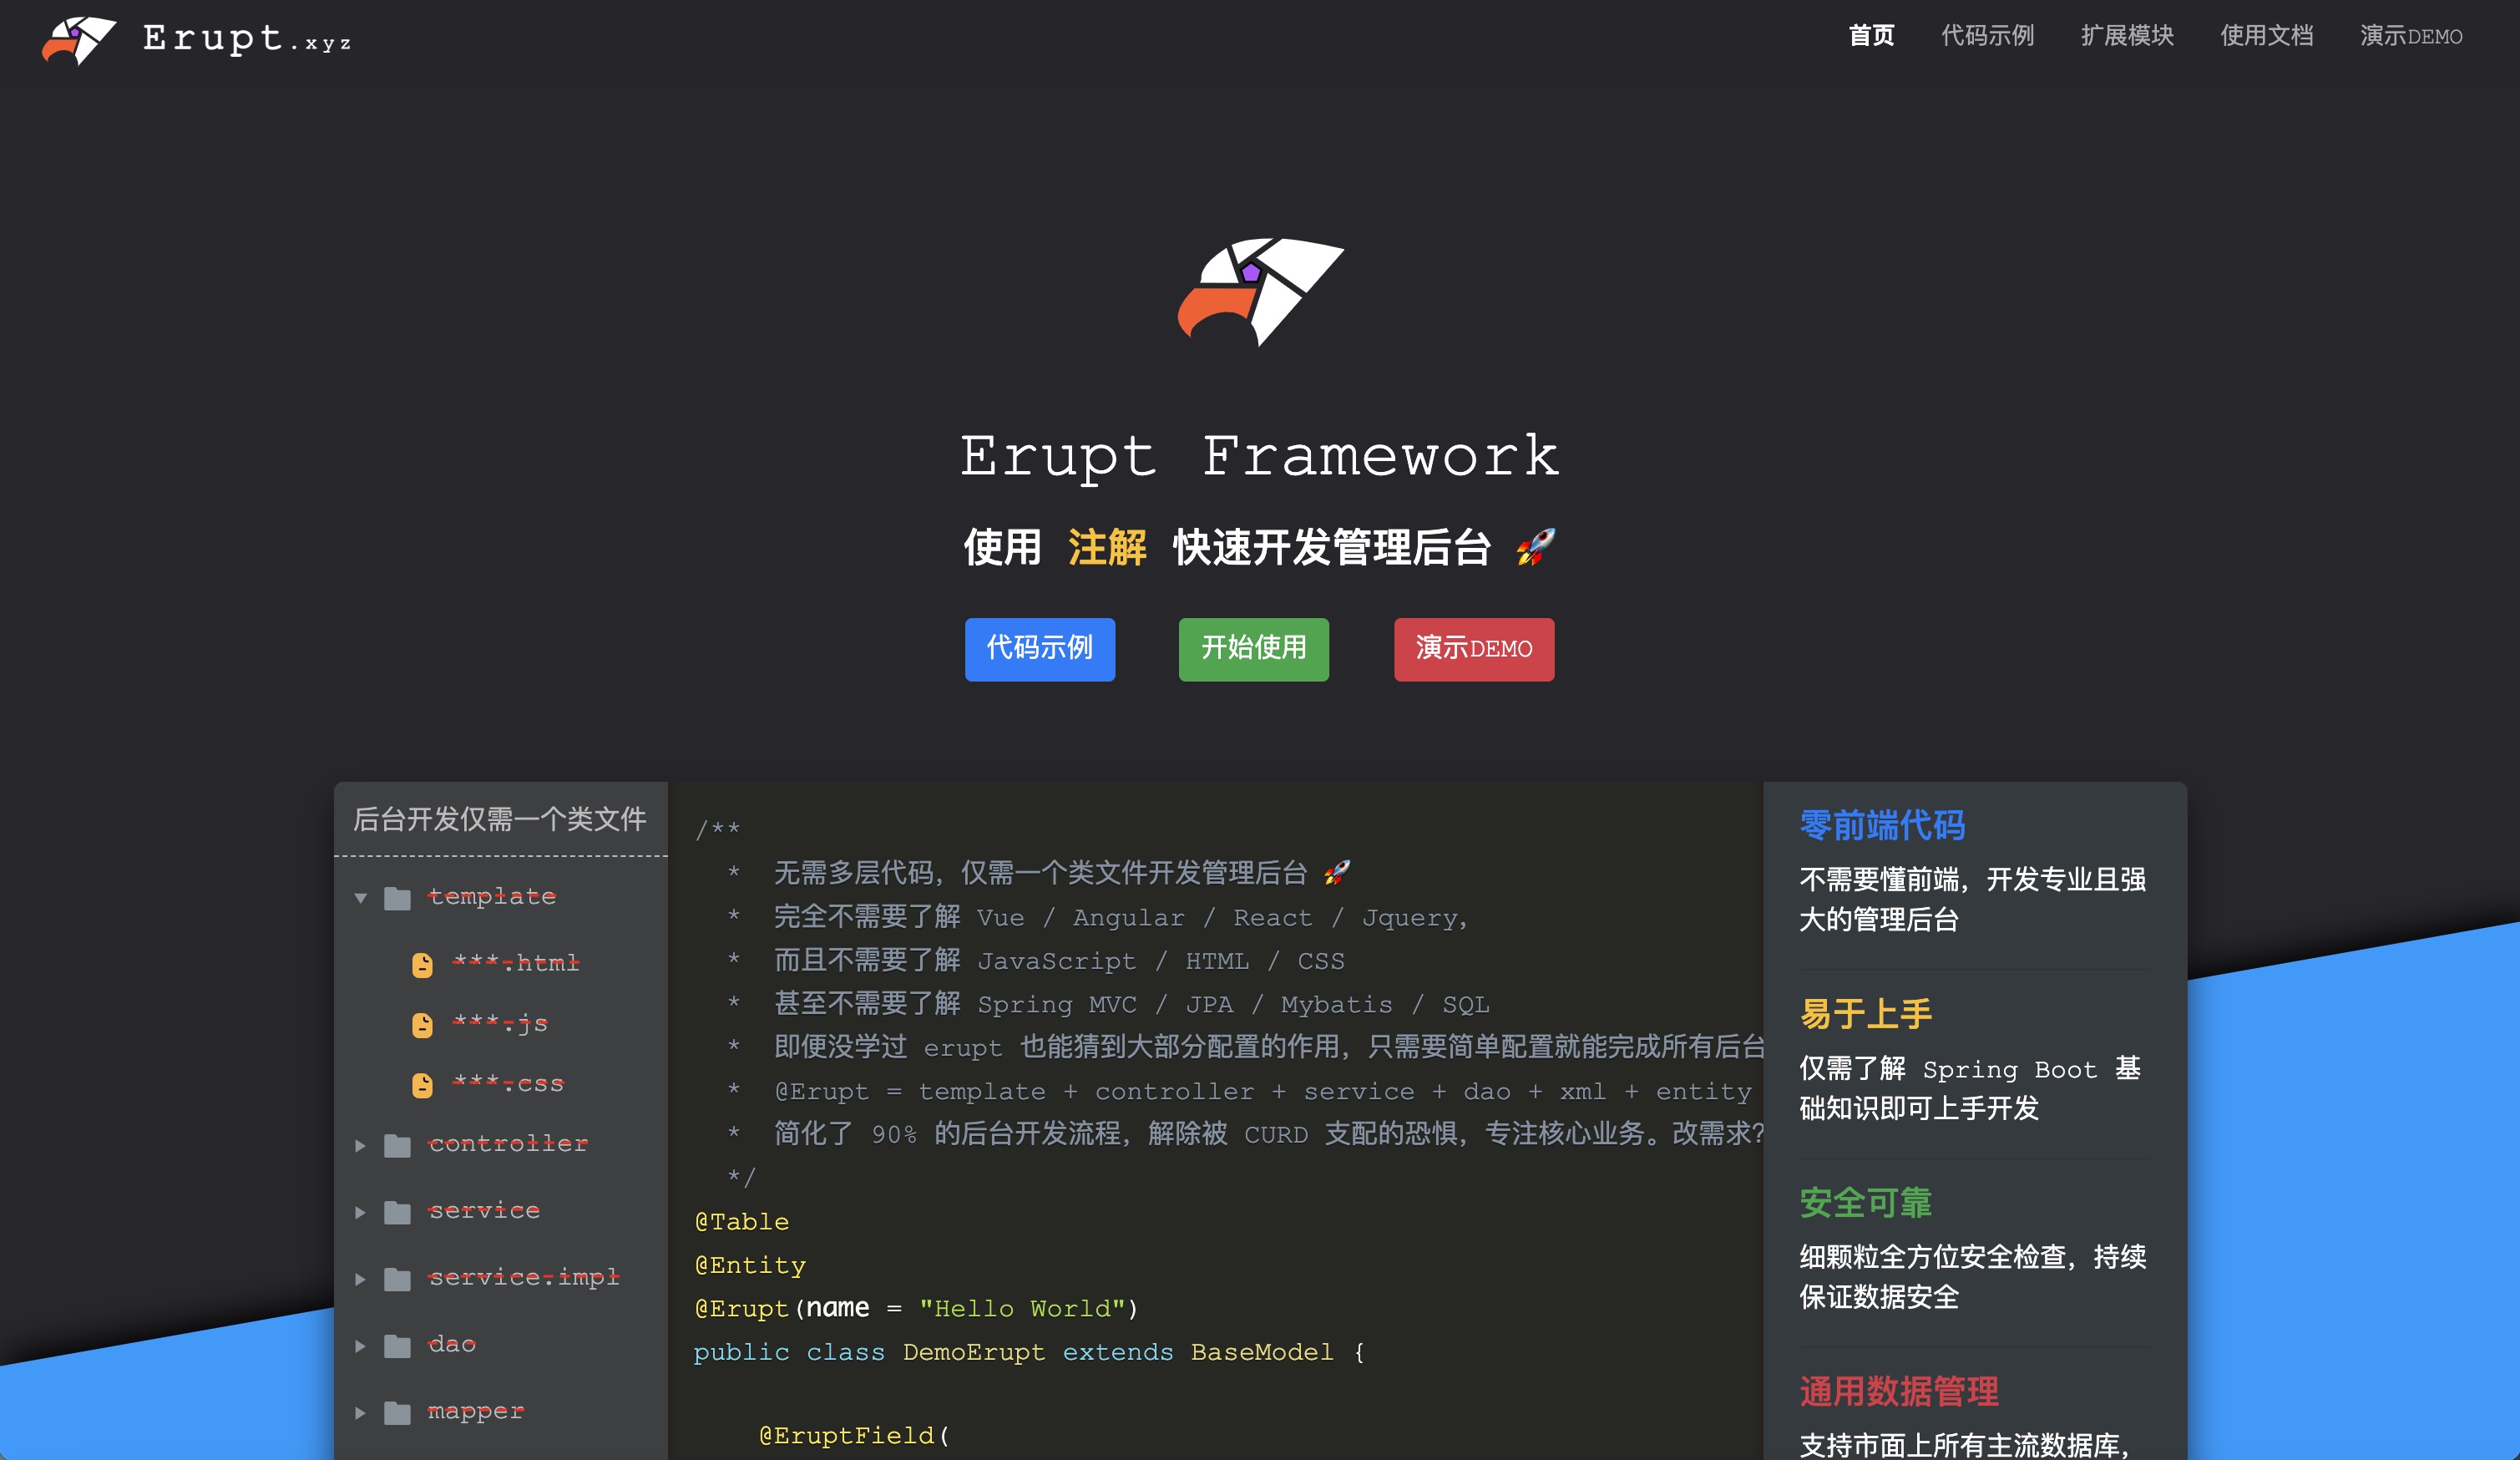 Erupt.xyz
首页 代码示例 扩展模块 使用文档 演示DEMO
Erupt Framework
使用 注解 快速开发管理后台 🚀
代码示例 开始使用 演示DEMO
后台开发仅需一个类文件
template
***.html
***.js
***.css
controller
service
service.impl
dao
mapper
/**
* 无需多层代码，仅需一个类文件开发管理后台 🚀
* 完全不需要了解 Vue / Angular / React / Jquery，
* 而且不需要了解 JavaScript / HTML / CSS
* 甚至不需要了解 Spring MVC / JPA / Mybatis / SQL
* 即便没学过 erupt 也能猜到大部分配置的作用，只需要简单配置就能完成所有后台
* @Erupt = template + controller + service + dao + xml + entity
* 简化了 90% 的后台开发流程，解除被 CURD 支配的恐惧，专注核心业务。改需求?
*/
@Table
@Entity
@Erupt(name = "Hello World")
public class DemoErupt extends BaseModel {
@EruptField(
零前端代码
不需要懂前端，开发专业且强
大的管理后台
易于上手
仅需了解 Spring Boot 基
础知识即可上手开发
安全可靠
细颗粒全方位安全检查，持续
保证数据安全
通用数据管理
支持市面上所有主流数据库，